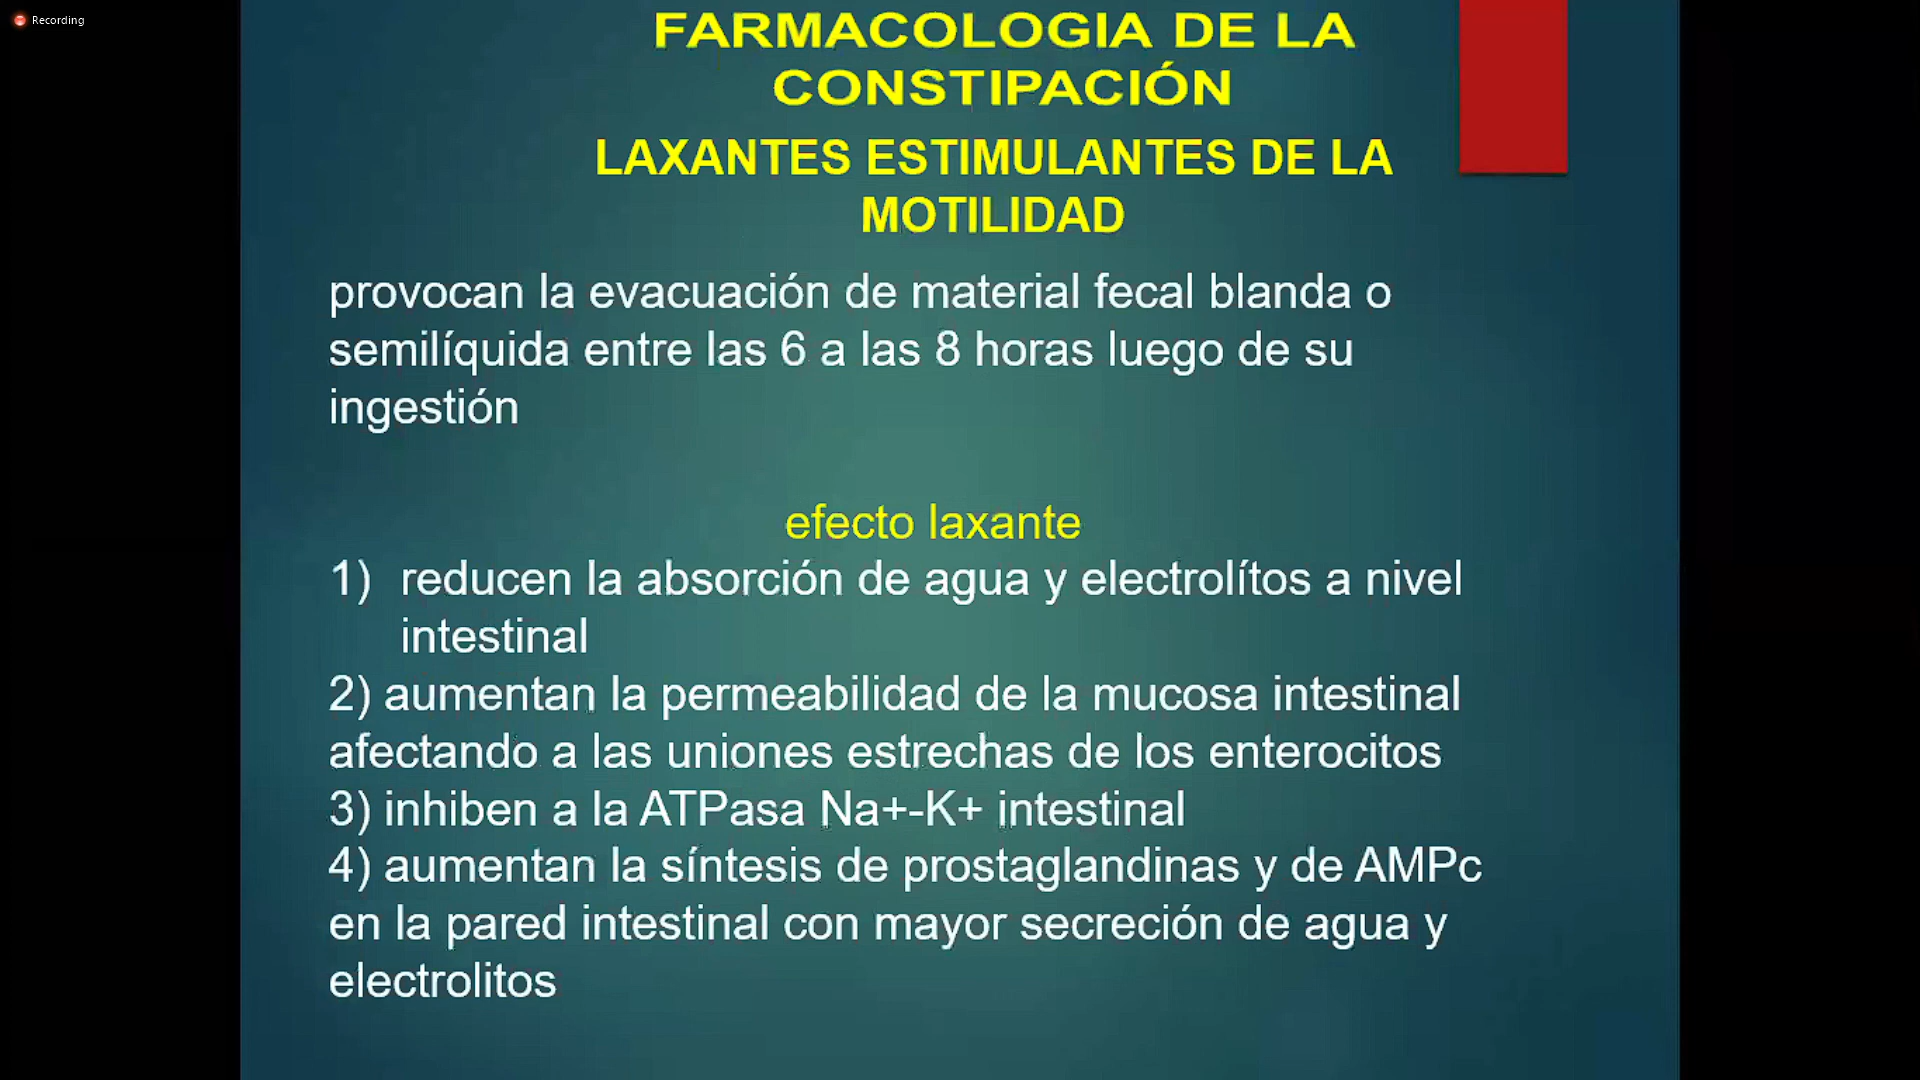 Recording
FARMACOLOGIA DE LA
CONSTIPACIÓN
LAXANTES ESTIMULANTES DE LA
MOTILIDAD
provocan la evacuación de material fecal blanda o
semilíquida entre las 6 a las 8 horas luego de su
ingestión
efecto laxante
1) reducen la absorción de agua y electrolítos a nivel
intestinal
2) aumentan la permeabilidad de la mucosa intestinal
afectando a las uniones estrechas de los enterocitos
3) inhiben a la ATPasa Na+-K+ intestinal
4) aumentan la síntesis de prostaglandinas y de AMPc
en la pared intestinal con mayor secreción de agua y
electrolitos